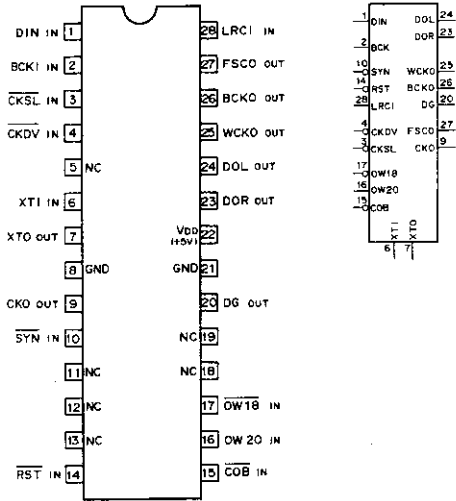 DIN IN 1
28 LRCI IN
BCKI IN 2
27 FSCO OUT
CKSL IN 3
26 BCKO OUT
CKDV IN 4
25 WCKO OUT
5 NC
24 DOL OUT
XTI IN 6
23 DOR OUT
XTO OUT 7
VDD (+5V) 22
8 GND
GND 21
CKO OUT 9
20 DG OUT
SYN IN 10
NC 19
11 NC
NC 18
12 NC
17 OW18 IN
13 NC
16 OW20 IN
RST IN 14
15 COB IN
1 DIN DOL 24
DOR 23
2 BCK
10 SYN WCKO 25
14 RST BCKO 26
28 LRCI DG 20
4 CKDV FSCO 27
3 CKSL CKO 9
17 OW18
16 OW20
15 COB
XTI XTO
6 7